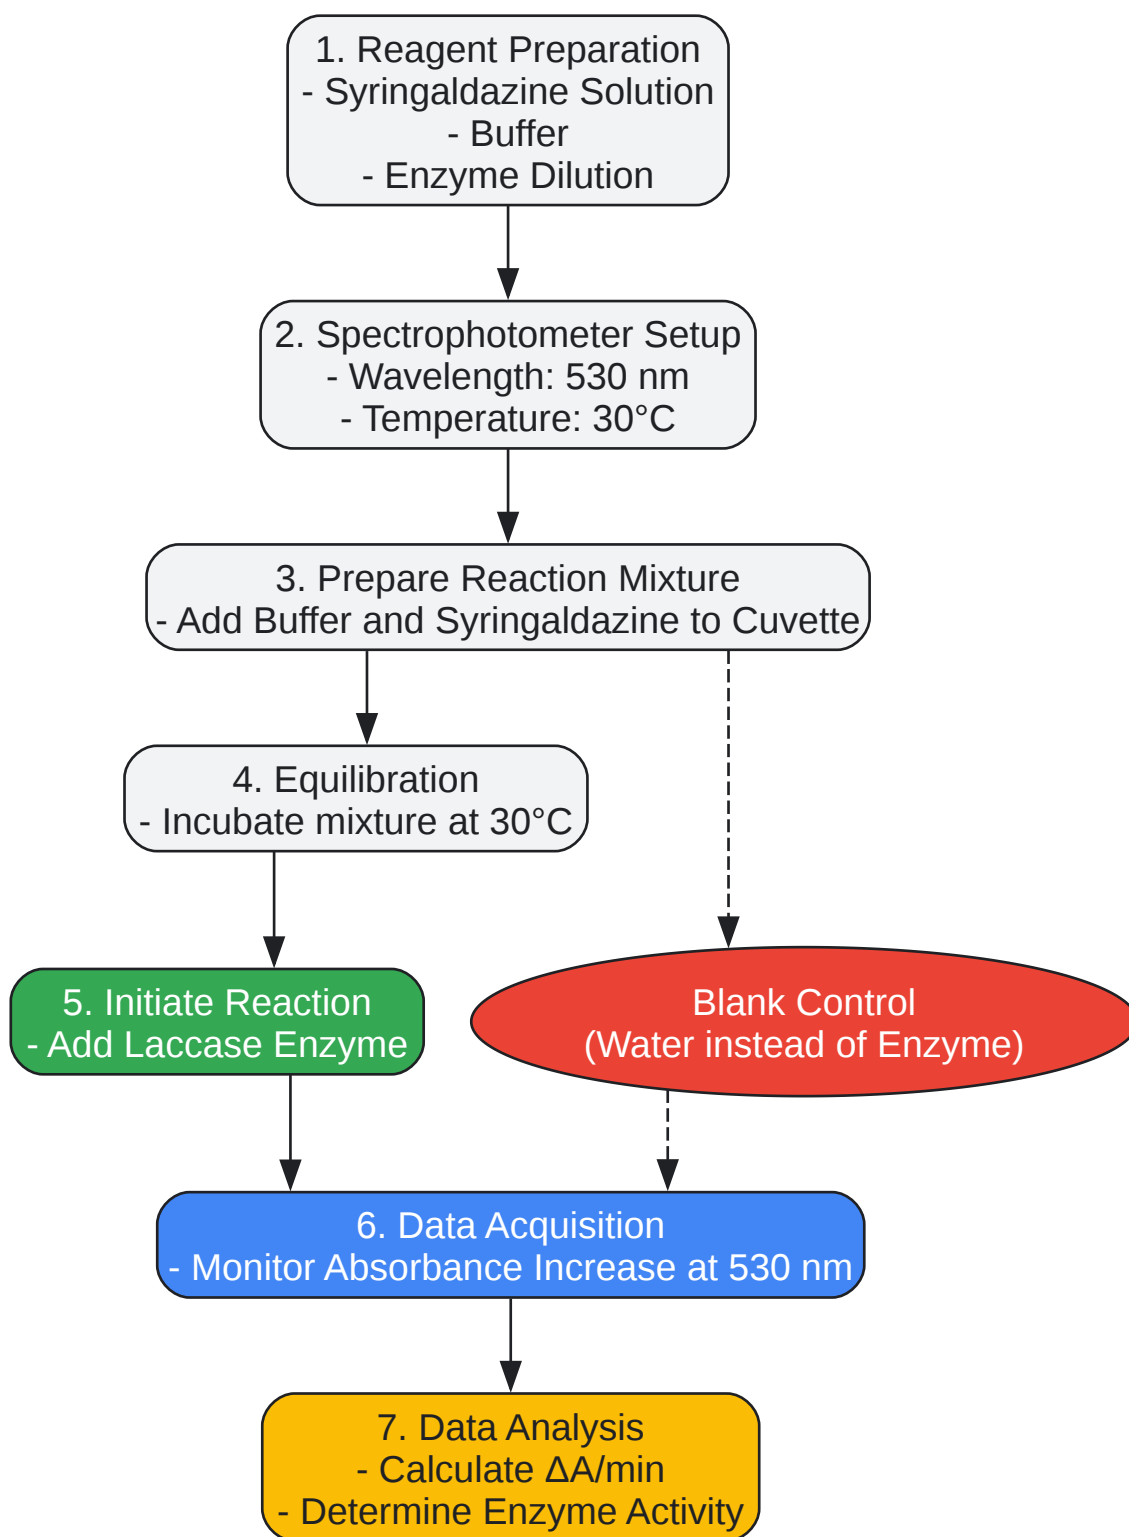 1. Reagent Preparation
- Syringaldazine Solution
- Buffer
- Enzyme Dilution
2. Spectrophotometer Setup
- Wavelength: 530 nm
- Temperature: 30°C
3. Prepare Reaction Mixture
- Add Buffer and Syringaldazine to Cuvette
4. Equilibration
- Incubate mixture at 30°C
5. Initiate Reaction
- Add Laccase Enzyme
Blank Control
(Water instead of Enzyme)
6. Data Acquisition
- Monitor Absorbance Increase at 530 nm
7. Data Analysis
- Calculate ΔA/min
- Determine Enzyme Activity